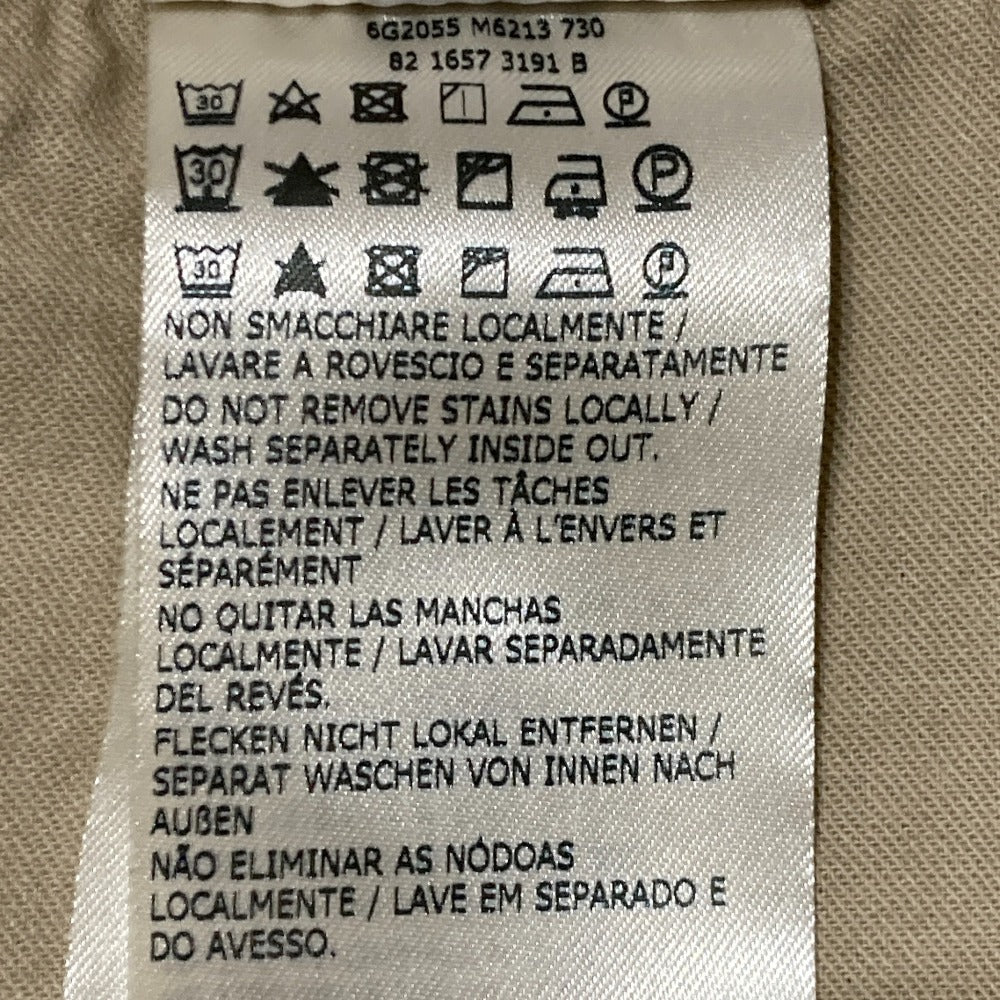 6G2055 M6213 730
82 1657 3191 B
30 P
30 P
30 P
NON SMACCHIARE LOCALMENTE /
LAVARE A ROVESCIO E SEPARATAMENTE
DO NOT REMOVE STAINS LOCALLY /
WASH SEPARATELY INSIDE OUT.
NE PAS ENLEVER LES TÂCHES
LOCALEMENT / LAVER À L'ENVERS ET
SÉPARÉMENT
NO QUITAR LAS MANCHAS
LOCALMENTE / LAVAR SEPARADAMENTE
DEL REVÉS.
FLECKEN NICHT LOKAL ENTFERNEN /
SEPARAT WASCHEN VON INNEN NACH
AUßEN
NÃO ELIMINAR AS NÓDOAS
LOCALMENTE / LAVE EM SEPARADO E
DO AVESSO.